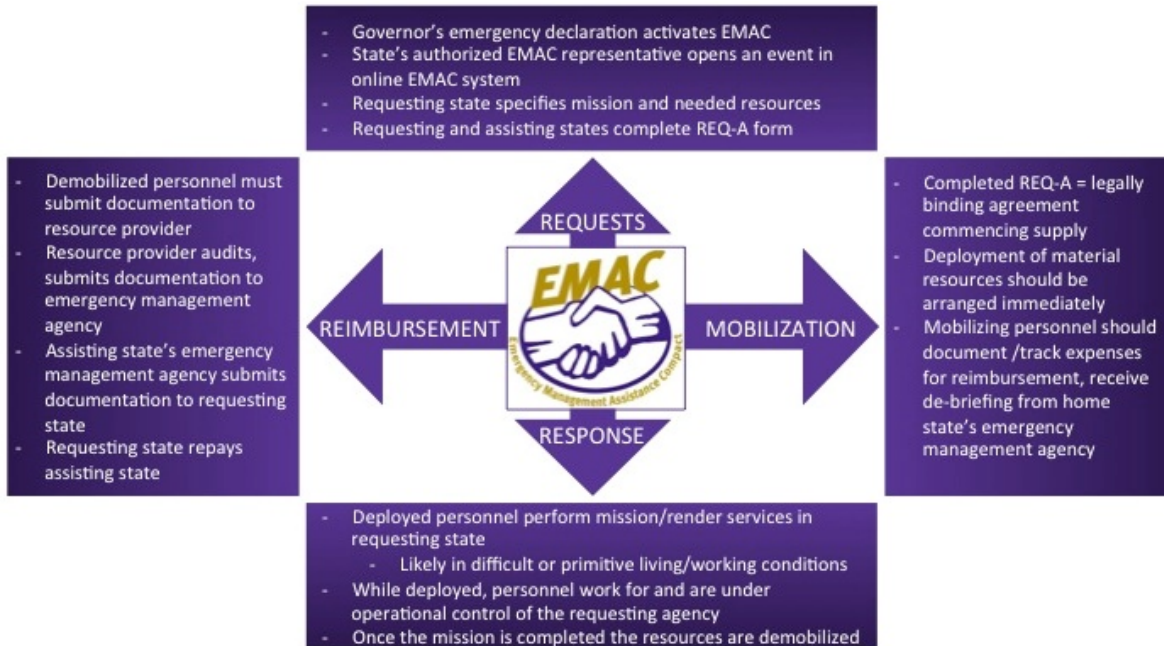 - Governor's emergency declaration activates EMAC
- State's authorized EMAC representative opens an event in
online EMAC system
- Requesting state specifies mission and needed resources
- Requesting and assisting states complete REQ-A form
- Demobilized personnel must
submit documentation to
resource provider
- Resource provider audits,
submits documentation to
emergency management
agency
- Assisting state's emergency
management agency submits
documentation to requesting
state
- Requesting state repays
assisting state
REQUESTS
REIMBURSEMENT
EMAC
Emergency Management Assistance Compact
MOBILIZATION
RESPONSE
- Completed REQ-A = legally
binding agreement
commencing supply
- Deployment of material
resources should be
arranged immediately
- Mobilizing personnel should
document /track expenses
for reimbursement, receive
de-briefing from home
state's emergency
management agency
- Deployed personnel perform mission/render services in
requesting state
- Likely in difficult or primitive living/working conditions
- While deployed, personnel work for and are under
operational control of the requesting agency
- Once the mission is completed the resources are demobilized